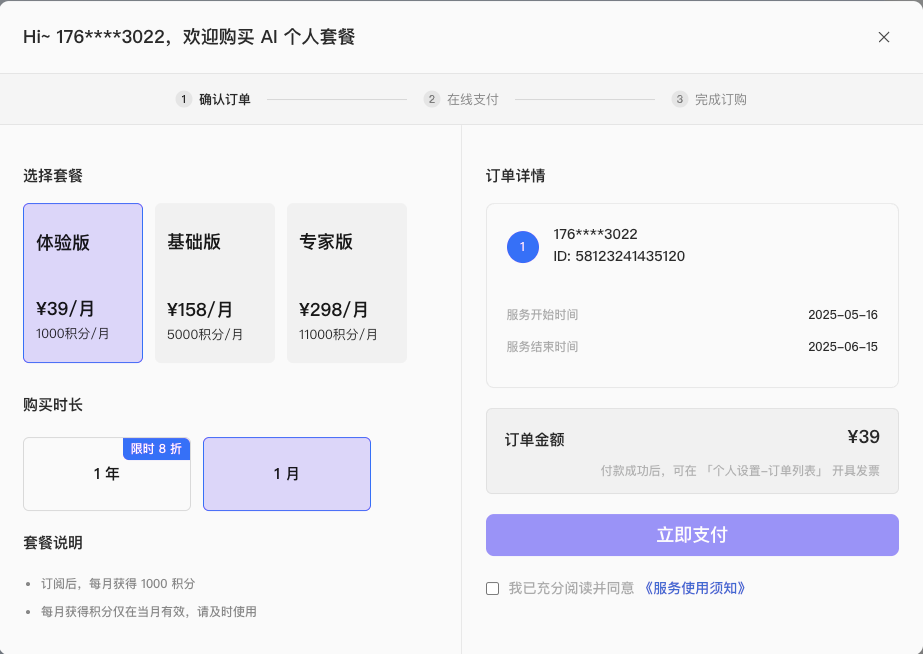 Hi~ 176****3022，欢迎购买 AI 个人套餐
1 确认订单
2 在线支付
3 完成订购
选择套餐
体验版
¥39/月
1000积分/月
基础版
¥158/月
5000积分/月
专家版
¥298/月
11000积分/月
购买时长
限时 8 折
1 年
1 月
套餐说明
• 订阅后，每月获得 1000 积分
• 每月获得积分仅在当月有效，请及时使用
订单详情
1
176****3022
ID: 58123241435120
服务开始时间 2025-05-16
服务结束时间 2025-06-15
订单金额 ¥39
付款成功后，可在 「个人设置-订单列表」 开具发票
立即支付
我已充分阅读并同意 《服务使用须知》